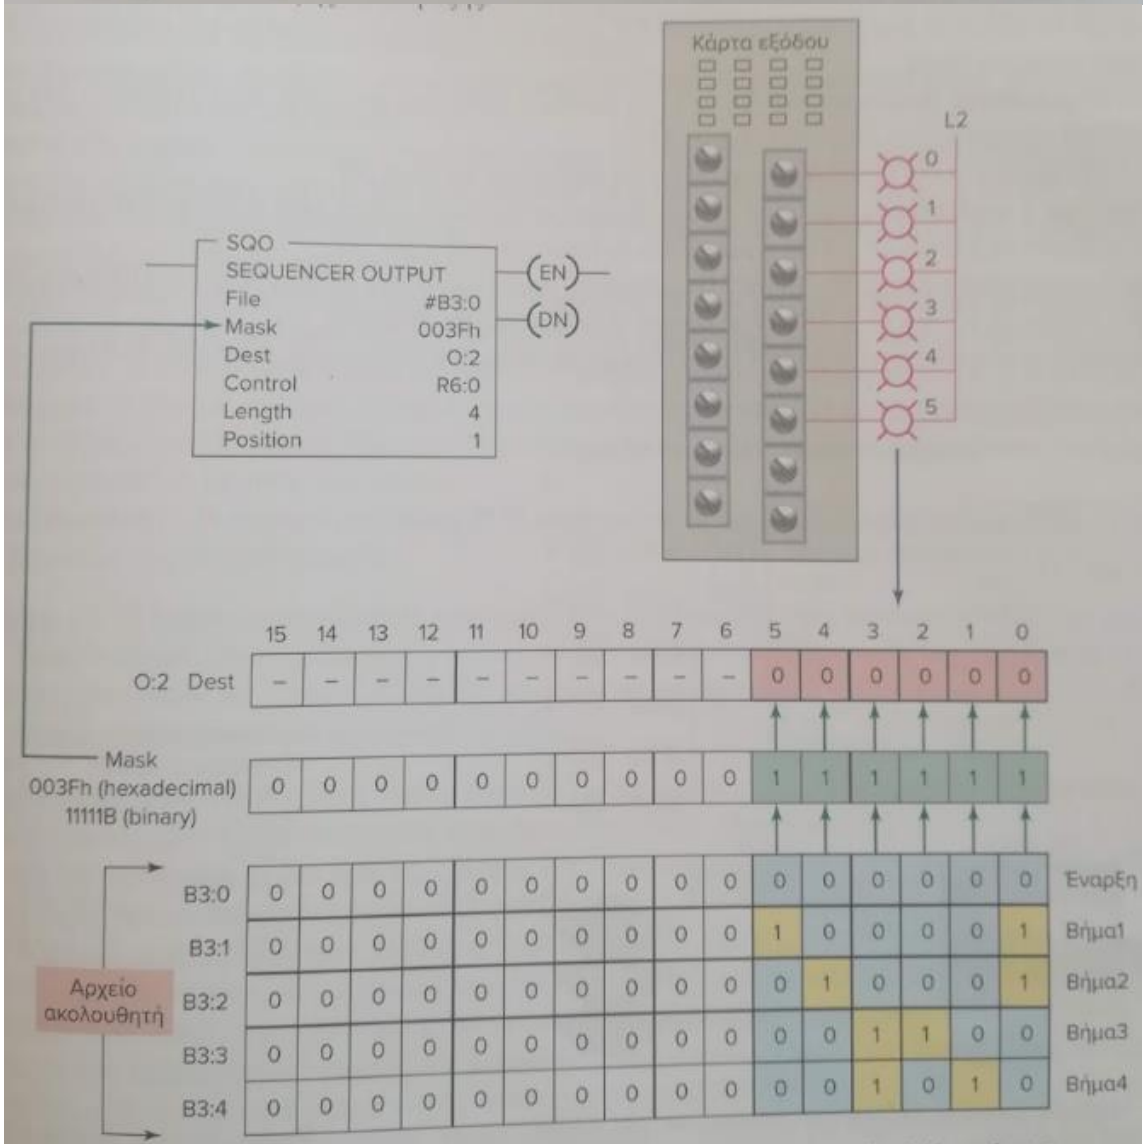 Κάρτα εξόδου
L2
0
1
2
3
4
5
SQO
SEQUENCER OUTPUT
File #B3:0
Mask 003Fh
Dest O:2
Control R6:0
Length 4
Position 1
(EN)
(DN)
15 14 13 12 11 10 9 8 7 6 5 4 3 2 1 0
O:2 Dest – – – – – – – – – – 0 0 0 0 0 0
Mask
003Fh (hexadecimal)
11111B (binary)
0 0 0 0 0 0 0 0 0 0 1 1 1 1 1 1
B3:0 0 0 0 0 0 0 0 0 0 0 0 0 0 0 0 0 Έναρξη
B3:1 0 0 0 0 0 0 0 0 0 0 1 0 0 0 0 1 Βήμα1
B3:2 0 0 0 0 0 0 0 0 0 0 0 1 0 0 0 1 Βήμα2
B3:3 0 0 0 0 0 0 0 0 0 0 0 0 1 1 0 0 Βήμα3
B3:4 0 0 0 0 0 0 0 0 0 0 0 0 1 0 1 0 Βήμα4
Αρχείο
ακολουθητή